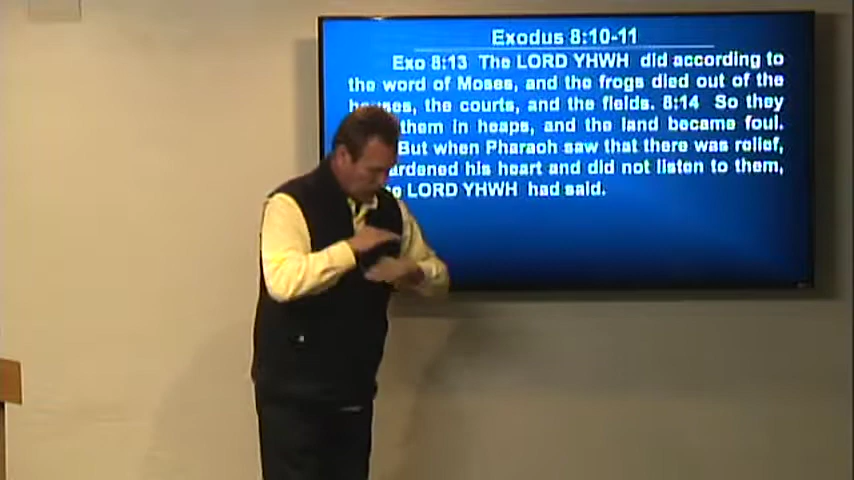 Exodus 8:10-11
Exo 8:13 The LORD YHWH did according to
the word of Moses, and the frogs died out of the
houses, the courts, and the fields. 8:14 So they
them in heaps, and the land became foul.
But when Pharaoh saw that there was relief,
hardened his heart and did not listen to them,
LORD YHWH had said.